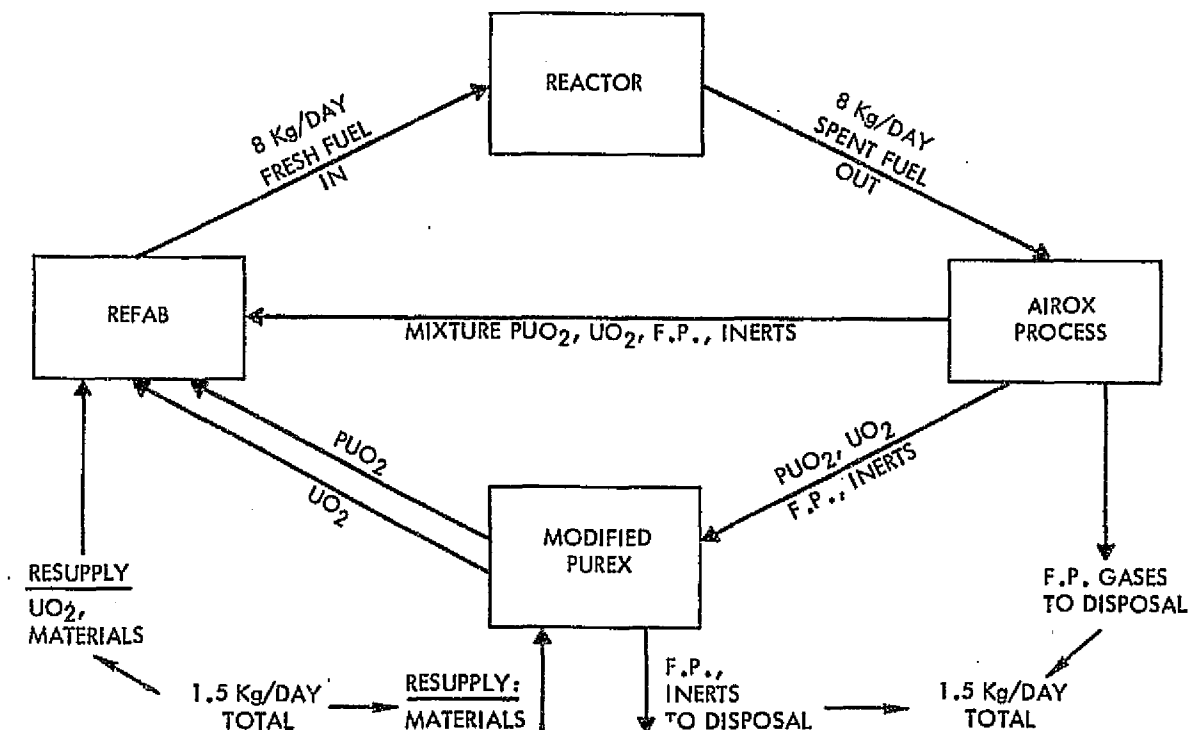 REACTOR
8 Kg/DAY
FRESH FUEL
IN
8 Kg/DAY
SPENT FUEL
OUT
REFAB
AIROX
PROCESS
MIXTURE PUO₂, UO₂, F.P., INERTS
PUO₂
UO₂
PUO₂, UO₂
F.P., INERTS
MODIFIED
PUREX
RESUPPLY
UO₂,
MATERIALS
F.P. GASES
TO DISPOSAL
1.5 Kg/DAY
TOTAL
RESUPPLY:
MATERIALS
F.P.,
INERTS
TO DISPOSAL
1.5 Kg/DAY
TOTAL